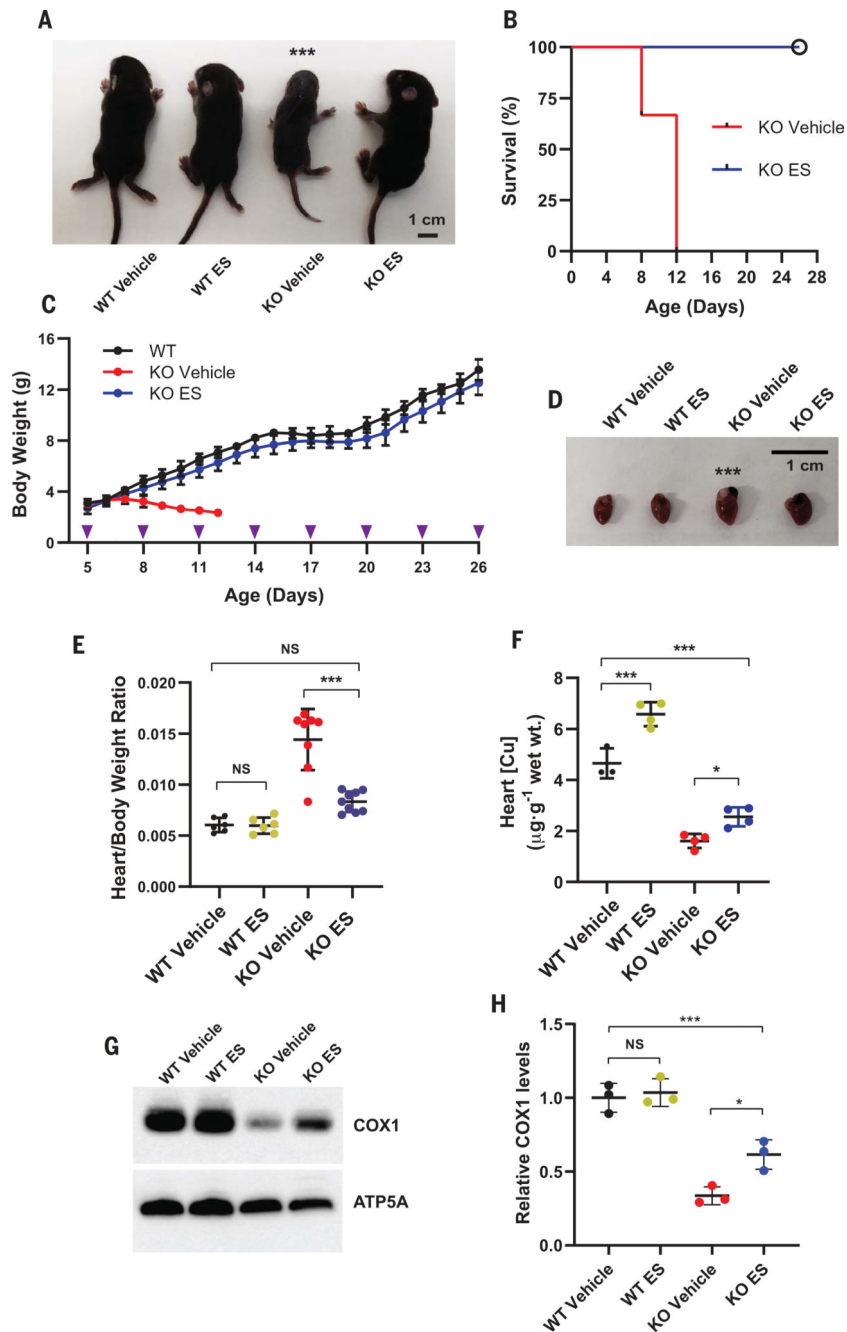 A
***
1 cm
WT Vehicle
WT ES
KO Vehicle
KO ES
B
Survival (%)
100
75
50
25
0
KO Vehicle
KO ES
0 4 8 12 16 20 24 28
Age (Days)
C
Body Weight (g)
16
12
8
4
0
WT
KO Vehicle
KO ES
5 8 11 14 17 20 23 26
Age (Days)
D
WT Vehicle
WT ES
KO Vehicle
KO ES
***
1 cm
E
Heart/Body Weight Ratio
0.020
0.015
0.010
0.005
0.000
NS
***
NS
WT Vehicle
WT ES
KO Vehicle
KO ES
F
Heart [Cu]
(µg·g-1 wet wt.)
8
6
4
2
0
***
***
*
WT Vehicle
WT ES
KO Vehicle
KO ES
G
WT Vehicle
WT ES
KO Vehicle
KO ES
COX1
ATP5A
H
Relative COX1 levels
1.5
1.0
0.5
0.0
***
NS
*
WT Vehicle
WT ES
KO Vehicle
KO ES